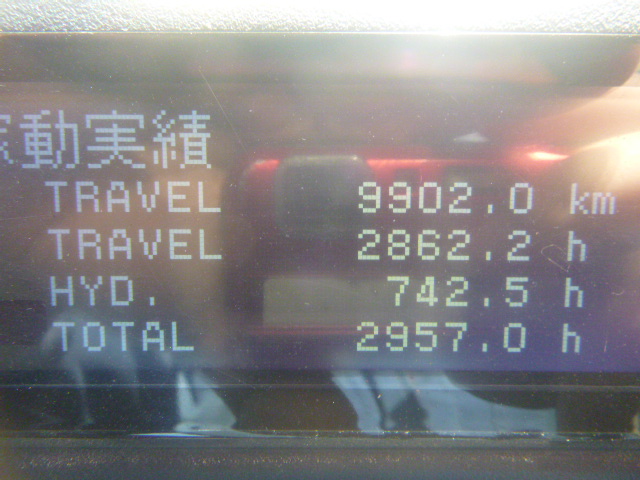 稼動実績
TRAVEL 9902.0 km
TRAVEL 2862.2 h
HYD. 742.5 h
TOTAL 2957.0 h